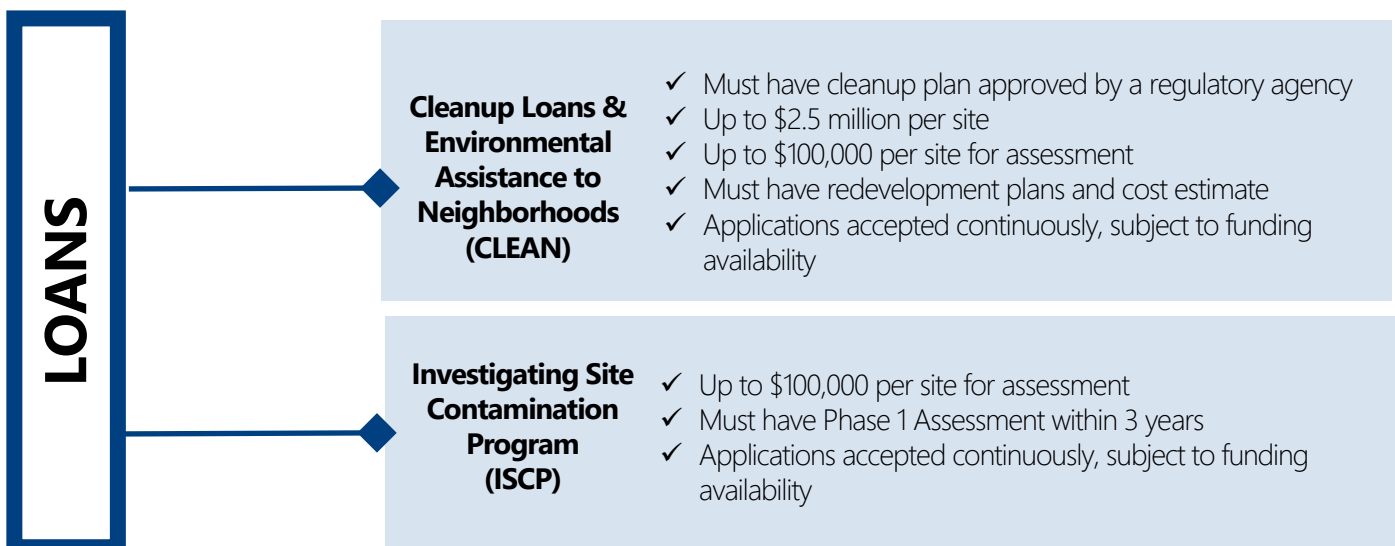 LOANS
Cleanup Loans &
Environmental
Assistance to
Neighborhoods
(CLEAN)
✓ Must have cleanup plan approved by a regulatory agency
✓ Up to $2.5 million per site
✓ Up to $100,000 per site for assessment
✓ Must have redevelopment plans and cost estimate
✓ Applications accepted continuously, subject to funding
availability
Investigating Site
Contamination
Program
(ISCP)
✓ Up to $100,000 per site for assessment
✓ Must have Phase 1 Assessment within 3 years
✓ Applications accepted continuously, subject to funding
availability